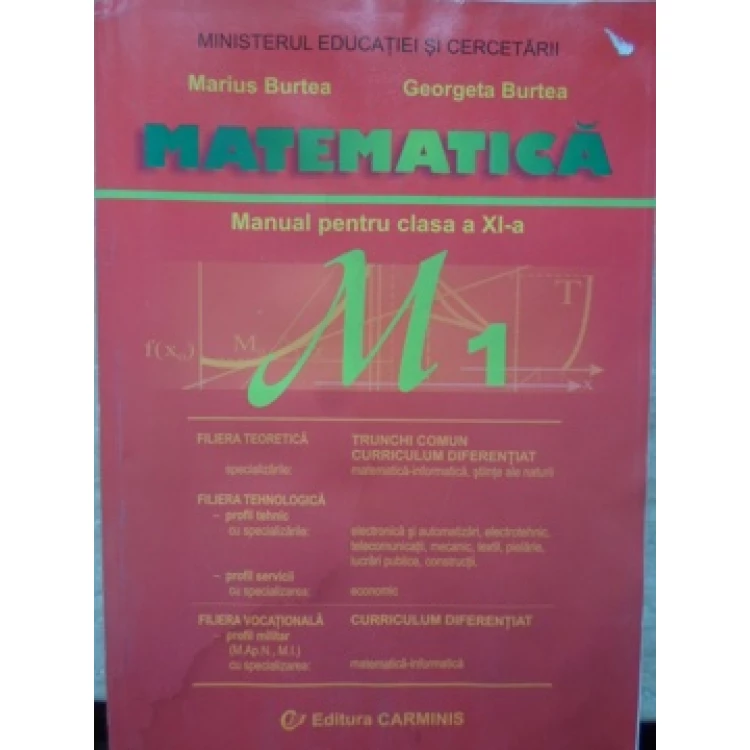 MINISTERUL EDUCAȚIEI ȘI CERCETĂRII
Marius Burtea Georgeta Burtea
MATEMATICĂ
Manual pentru clasa a XI-a
M 1
f(x₀) M T x
FILIERA TEORETICĂ TRUNCHI COMUN
CURRICULUM DIFERENȚIAT
specializările: matematică-informatică, științe ale naturii
FILIERA TEHNOLOGICĂ
– profil tehnic
cu specializările: electronică și automatizări, electrotehnic,
telecomunicații, mecanic, textil, pielărie,
lucrări publice, construcții.
– profil servicii
cu specializarea: economic
FILIERA VOCAȚIONALĂ CURRICULUM DIFERENȚIAT
– profil militar
(M.Ap.N., M.I.)
cu specializarea: matematică-informatică
Editura CARMINIS